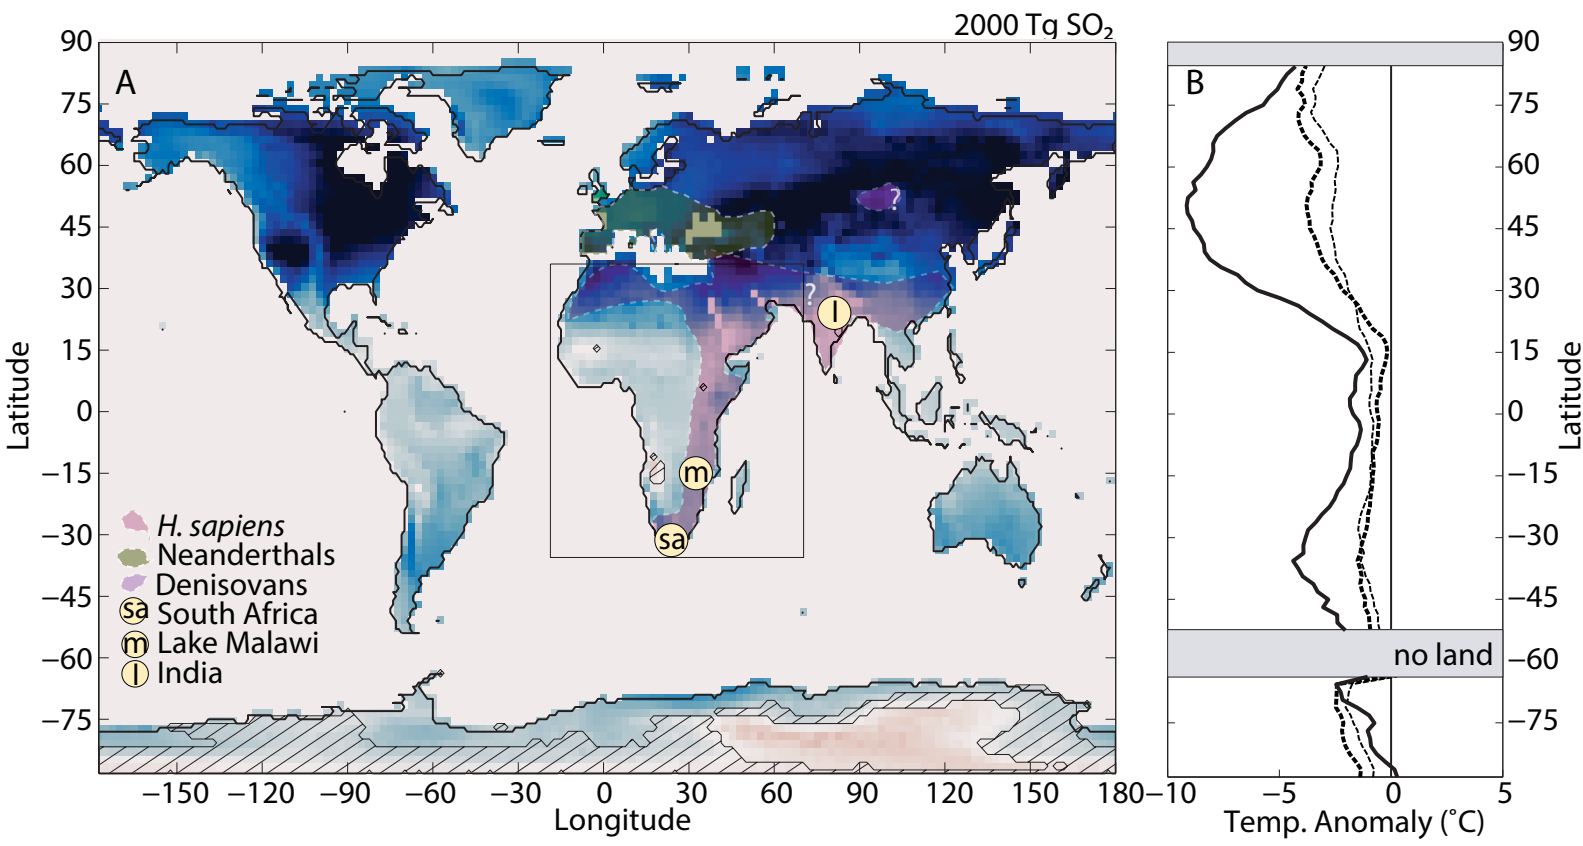 2000 Tg SO₂
A
90
75
60
45
30
15
0
−15
−30
−45
−60
−75
Latitude
?
?
I
m
sa
H. sapiens
Neanderthals
Denisovans
sa South Africa
m Lake Malawi
I India
−150 −120 −90 −60 −30 0 30 60 90 120 150 180
Longitude
B
no land
90
75
60
45
30
15
0
−15
−30
−45
−60
−75
Latitude
−10 −5 0 5
Temp. Anomaly (˚C)